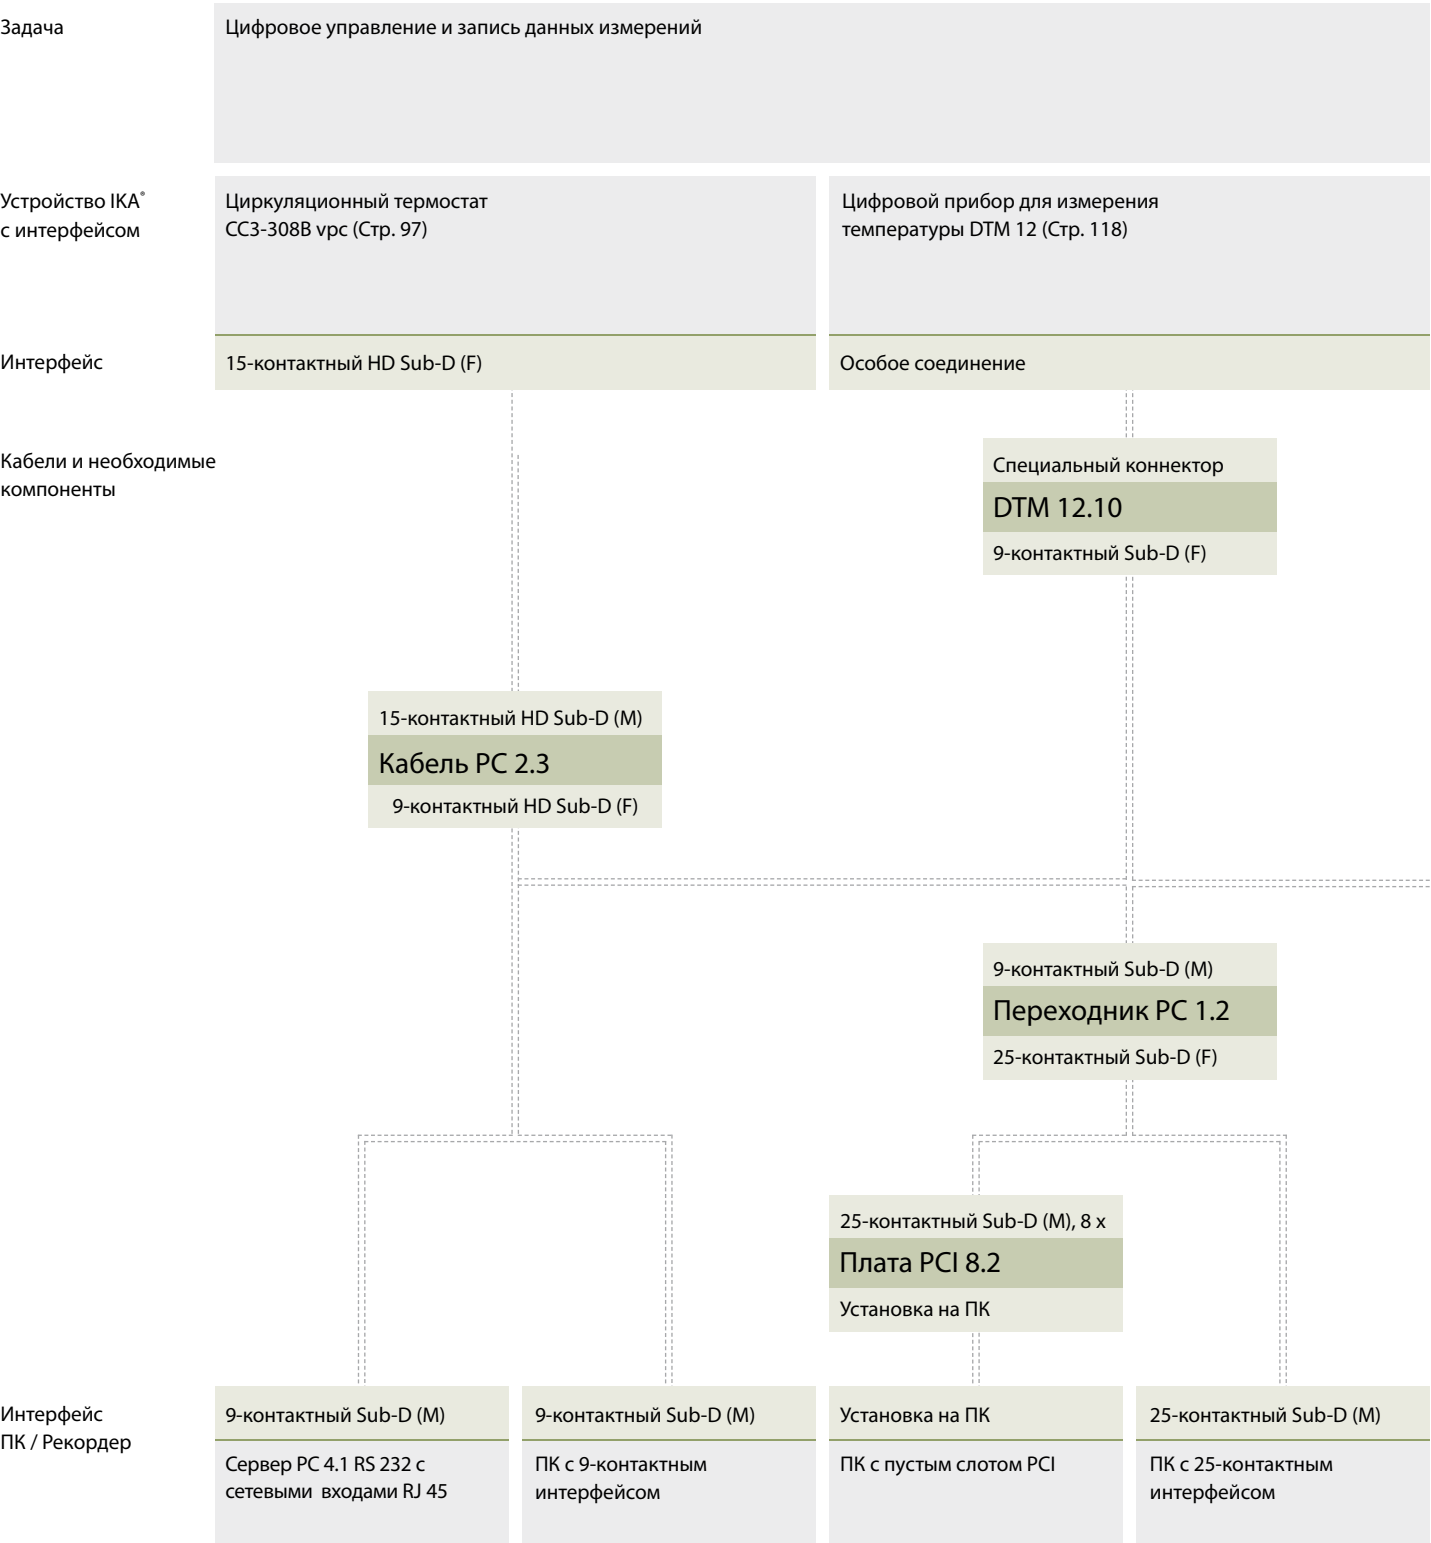 Задача
Цифровое управление и запись данных измерений
Устройство IKA®
с интерфейсом
Циркуляционный термостат
CC3-308B vpc (Стр. 97)
Цифровой прибор для измерения
температуры DTM 12 (Стр. 118)
Интерфейс
15-контактный HD Sub-D (F)
Особое соединение
Кабели и необходимые
компоненты
Специальный коннектор
DTM 12.10
9-контактный Sub-D (F)
15-контактный HD Sub-D (M)
Кабель PC 2.3
9-контактный HD Sub-D (F)
9-контактный Sub-D (M)
Переходник PC 1.2
25-контактный Sub-D (F)
25-контактный Sub-D (M), 8 x
Плата PCI 8.2
Установка на ПК
Интерфейс
ПК / Рекордер
9-контактный Sub-D (M)
Сервер PC 4.1 RS 232 с
сетевыми входами RJ 45
9-контактный Sub-D (M)
ПК с 9-контактным
интерфейсом
Установка на ПК
ПК с пустым слотом PCI
25-контактный Sub-D (M)
ПК с 25-контактным
интерфейсом